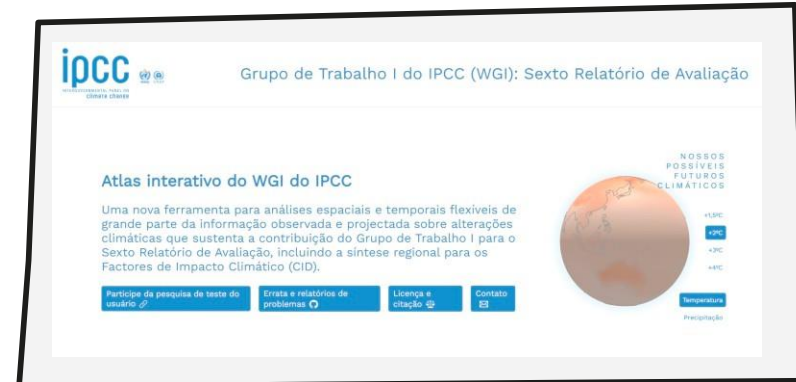 ipcc
INTERGOVERNMENTAL PANEL ON
climate change
Grupo de Trabalho I do IPCC (WGI): Sexto Relatório de Avaliação
NOSSOS
POSSÍVEIS
FUTUROS
CLIMÁTICOS
Atlas interativo do WGI do IPCC
Uma nova ferramenta para análises espaciais e temporais flexíveis de
grande parte da informação observada e projectada sobre alterações
climáticas que sustenta a contribuição do Grupo de Trabalho I para o
Sexto Relatório de Avaliação, incluindo a síntese regional para os
Factores de Impacto Climático (CID).
+1,5ºC
+2ºC
+3ºC
+4ºC
Participe da pesquisa de teste do
usuário
Errata e relatórios de
problemas
Licença e
citação
Contato
Temperatura
Precipitação